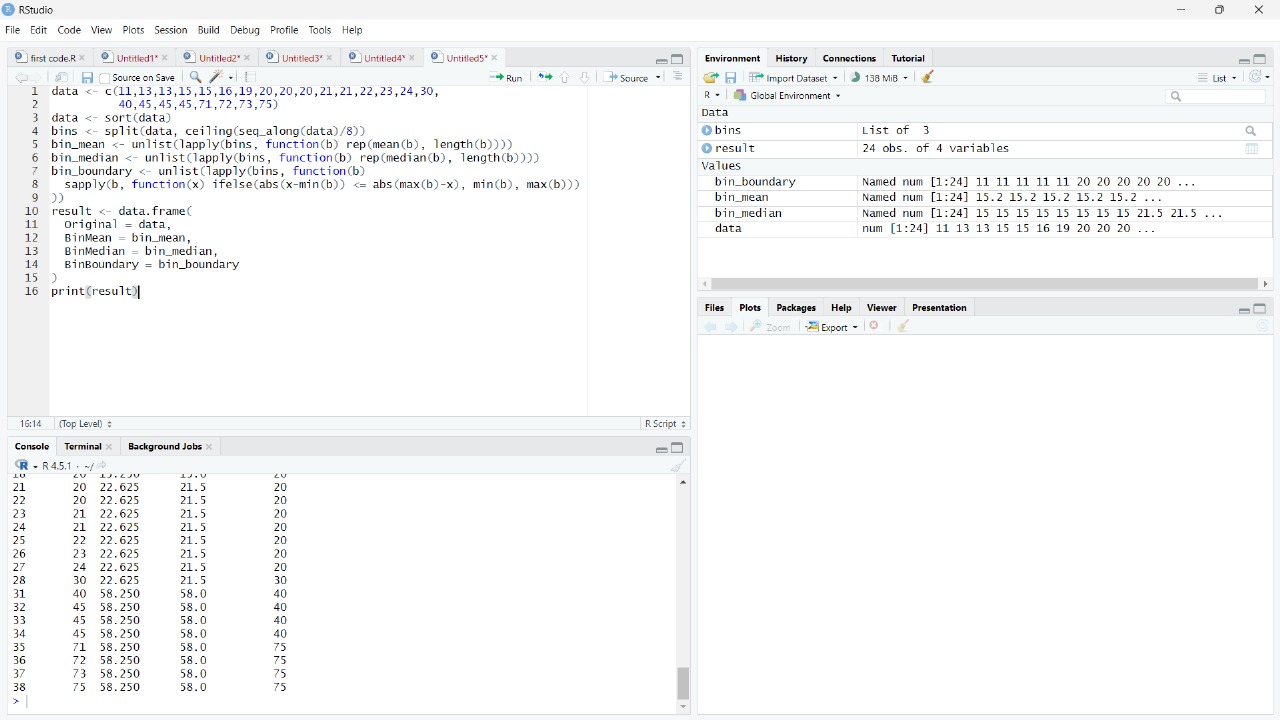 RStudio
File Edit Code View Plots Session Build Debug Profile Tools Help
first code.R Untitled1* Untitled2* Untitled3* Untitled4* Untitled5*
Source on Save Run Source
1 data <- c(11,13,13,15,15,16,19,20,20,20,21,21,22,23,24,30,
2 40,45,45,45,71,72,73,75)
3 data <- sort(data)
4 bins <- split(data, ceiling(seq_along(data)/8))
5 bin_mean <- unlist(lapply(bins, function(b) rep(mean(b), length(b))))
6 bin_median <- unlist(lapply(bins, function(b) rep(median(b), length(b))))
7 bin_boundary <- unlist(lapply(bins, function(b)
8 sapply(b, function(x) ifelse(abs(x-min(b)) <= abs(max(b)-x), min(b), max(b)))
9 ))
10 result <- data.frame(
11 Original = data,
12 BinMean = bin_mean,
13 BinMedian = bin_median,
14 BinBoundary = bin_boundary
15 )
16 print(result)
16:14 (Top Level) R Script
Console Terminal Background Jobs
R R 4.5.1 · ~/
21 20 22.625 21.5 20
22 20 22.625 21.5 20
23 21 22.625 21.5 20
24 21 22.625 21.5 20
25 22 22.625 21.5 20
26 23 22.625 21.5 20
27 24 22.625 21.5 20
28 30 22.625 21.5 30
31 40 58.250 58.0 40
32 45 58.250 58.0 40
33 45 58.250 58.0 40
34 45 58.250 58.0 40
35 71 58.250 58.0 75
36 72 58.250 58.0 75
37 73 58.250 58.0 75
38 75 58.250 58.0 75
>
Environment History Connections Tutorial
Import Dataset 138 MiB List
R Global Environment
Data
bins List of 3
result 24 obs. of 4 variables
Values
bin_boundary Named num [1:24] 11 11 11 11 11 20 20 20 20 20 ...
bin_mean Named num [1:24] 15.2 15.2 15.2 15.2 15.2 ...
bin_median Named num [1:24] 15 15 15 15 15 15 15 15 21.5 21.5 ...
data num [1:24] 11 13 13 15 15 16 19 20 20 20 ...
Files Plots Packages Help Viewer Presentation
Zoom Export